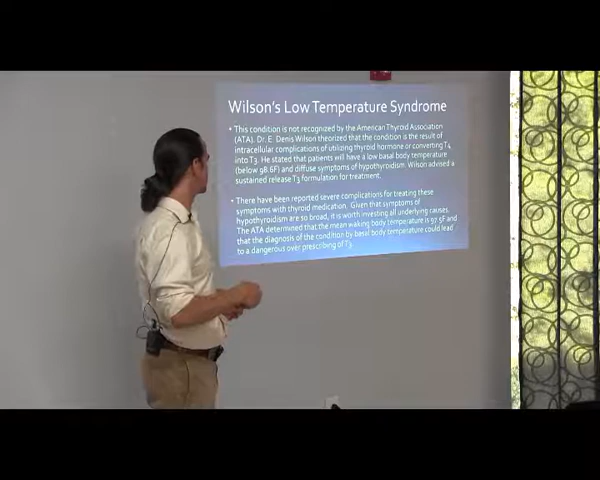 Wilson's Low Temperature Syndrome
• This condition is not recognized by the American Thyroid Association
(ATA). Dr. E. Denis Wilson theorized that the condition is the result of
intracellular complications of utilizing thyroid hormone or converting T4
into T3. He stated that patients will have a low basal body temperature
(below 98.6F) and diffuse symptoms of hypothyroidism. Wilson advised a
sustained release T3 formulation for treatment.
• There have been reported severe complications for treating these
symptoms with thyroid medication. Given that symptoms of
hypothyroidism are so broad, it is worth investing all underlying causes.
The ATA determined that the mean waking body temperature is 97.5F and
that the diagnosis of the condition by basal body temperature could lead
to a dangerous over prescribing of T3.